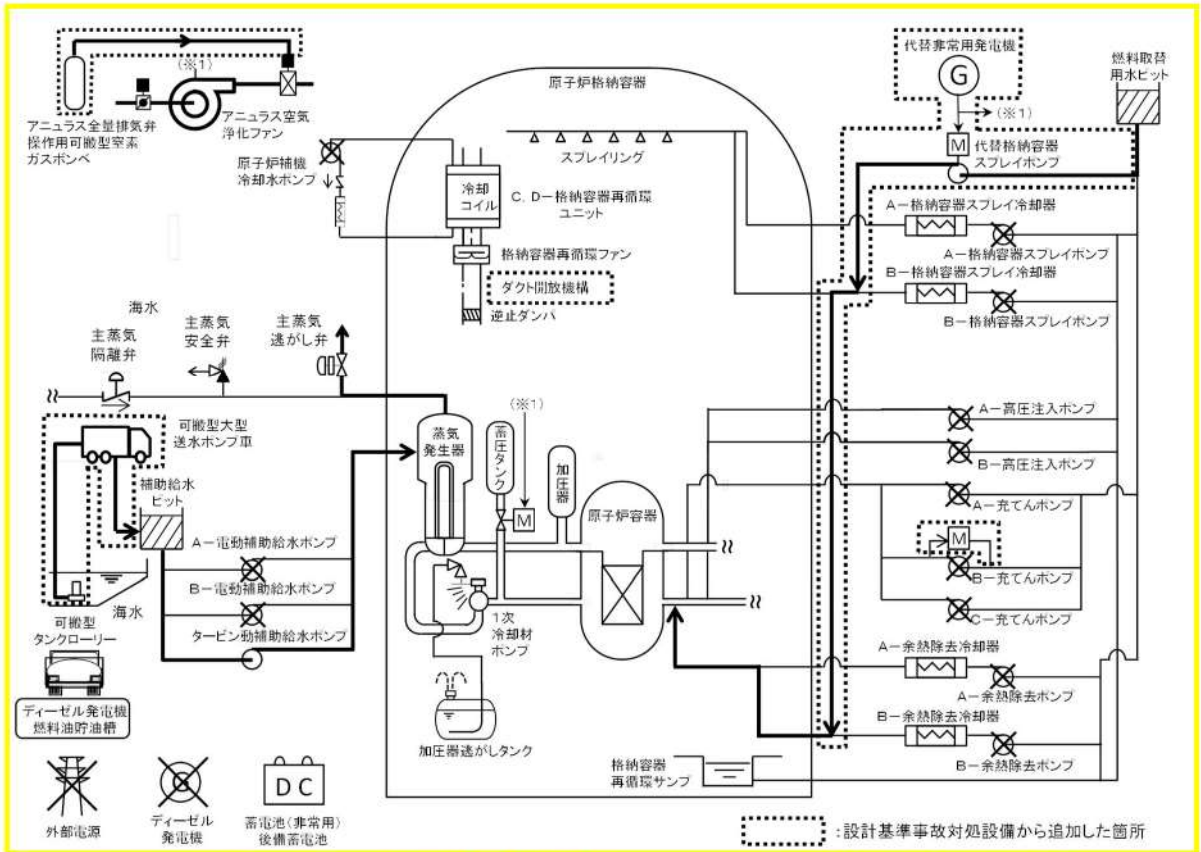 (※1)
アニュラス空気
浄化ファン
アニュラス全量排気弁
操作用可搬型窒素
ガスボンベ
原子炉補機
冷却水ポンプ
原子炉格納容器
スプレイリング
冷却
コイル
C. D-格納容器再循環
ユニット
格納容器再循環ファン
ダクト開放機構
逆止ダンパ
代替非常用発電機
G
(※1)
M
代替格納容器
スプレイポンプ
燃料取替
用水ピット
A-格納容器スプレイ冷却器
A-格納容器スプレイポンプ
B-格納容器スプレイ冷却器
B-格納容器スプレイポンプ
海水
主蒸気
隔離弁
主蒸気
安全弁
主蒸気
逃がし弁
可搬型大型
送水ポンプ車
補助給水
ピット
A-電動補助給水ポンプ
B-電動補助給水ポンプ
タービン動補助給水ポンプ
海水
可搬型
タンクローリー
ディーゼル発電機
燃料油貯油槽
蒸気
発生器
(※1)
蓄圧タンク
M
加圧器
原子炉容器
1次
冷却材
ポンプ
加圧器逃がしタンク
A-高圧注入ポンプ
B-高圧注入ポンプ
A-充てんポンプ
M
B-充てんポンプ
C-充てんポンプ
A-余熱除去冷却器
A-余熱除去ポンプ
B-余熱除去冷却器
B-余熱除去ポンプ
格納容器
再循環サンプ
外部電源
ディーゼル
発電機
DC
蓄電池(非常用)
後備蓄電池
:設計基準事故対処設備から追加した箇所